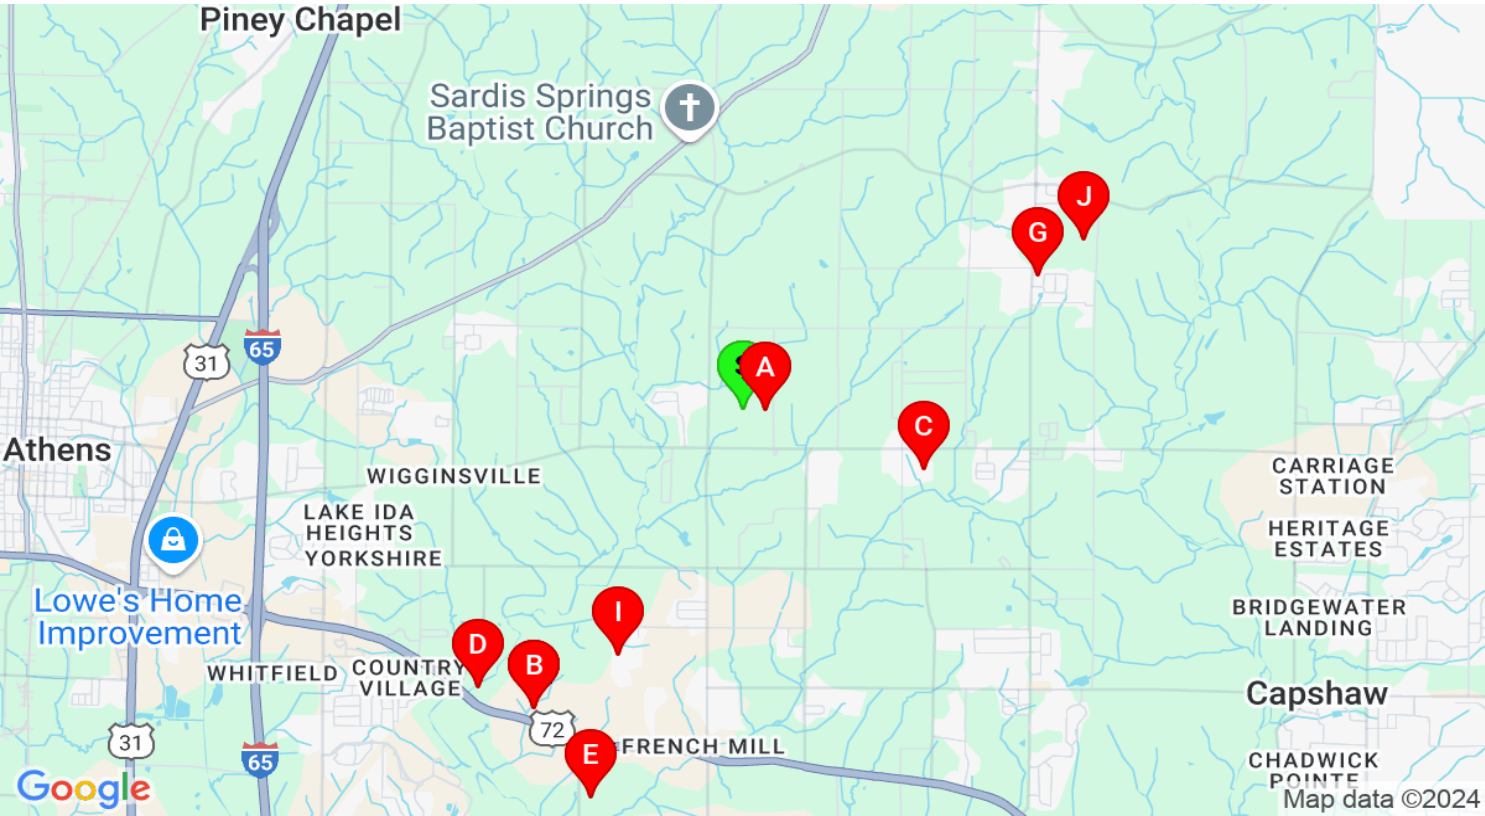 Piney Chapel
Sardis Springs
Baptist Church
J
G
65
31
A
C
Athens
WIGGINSVILLE
CARRIAGE
STATION
LAKE IDA
HEIGHTS
YORKSHIRE
HERITAGE
ESTATES
Lowe's Home
Improvement
I
BRIDGEWATER
LANDING
D
B
WHITFIELD
COUNTRY
VILLAGE
Capshaw
72
31
65
E
FRENCH MILL
CHADWICK
POINTE
Google
Map data ©2024